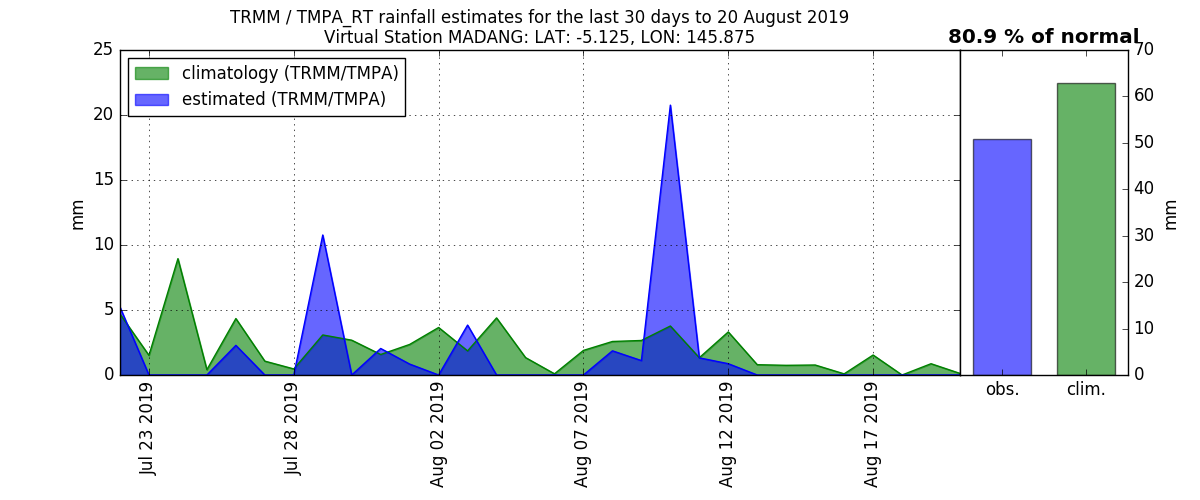 TRMM / TMPA_RT rainfall estimates for the last 30 days to 20 August 2019
Virtual Station MADANG: LAT: -5.125, LON: 145.875
80.9 % of normal
climatology (TRMM/TMPA)
estimated (TRMM/TMPA)
25
20
15
10
5
0
mm
Jul 23 2019
Jul 28 2019
Aug 02 2019
Aug 07 2019
Aug 12 2019
Aug 17 2019
70
60
50
40
30
20
10
0
mm
obs.
clim.